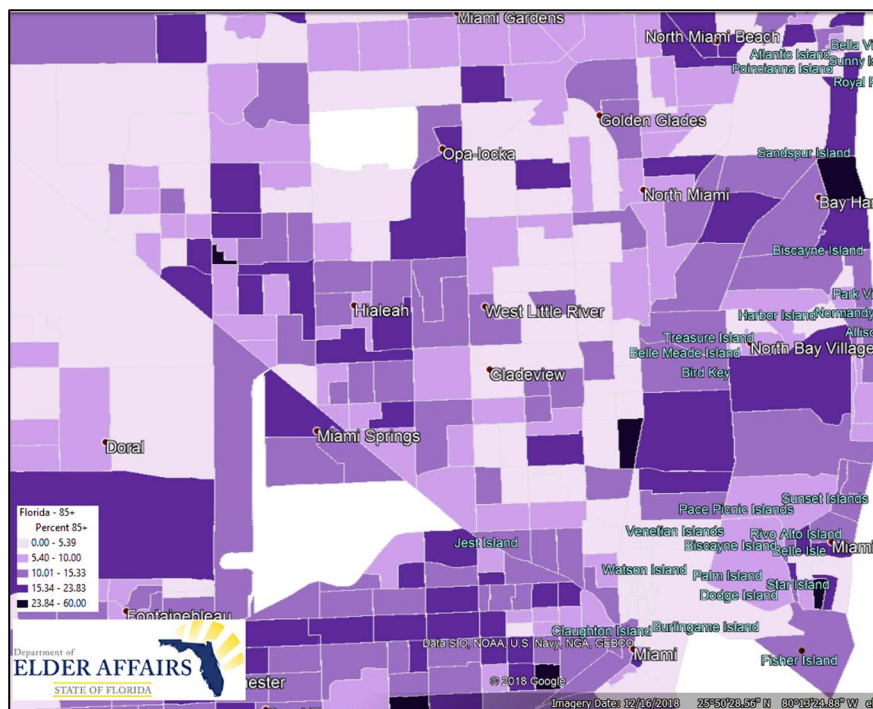 Miami Gardens
North Miami Beach
Bella Vi
Atlantic Island
Sunny Is
Poincianna Island
Royal
Golden Glades
Opa-locka
Sandspur Island
North Miami
Bay Har
Biscayne Island
Park Vi
Hialeah
West Little River
Harbor Island
Normandy
Treasure Island
Allis
Belle Meade Island
North Bay Village
Gladeview
Bird Key
Miami Springs
Doral
Sunset Islands
Pace Picnic Islands
Florida - 85+
Percent 85+
0.00 - 5.39
5.40 - 10.00
10.01 - 15.33
15.34 - 23.83
23.84 - 60.00
Venetian Islands
Rivo Alto Island
Jest Island
Biscayne Island
Miami
Belle Isle
Watson Island
Palm Island
Star Island
Dodge Island
Fontainebleau
Claughton Island
Burlingame Island
Data SIO, NOAA, U.S. Navy, NGA, GEBCO
Miami
Fisher Island
Department of
ELDER AFFAIRS
STATE OF FLORIDA
hester
© 2018 Google
Imagery Date: 12/16/2018 25°50'28.56" N 80°13'24.88" W e